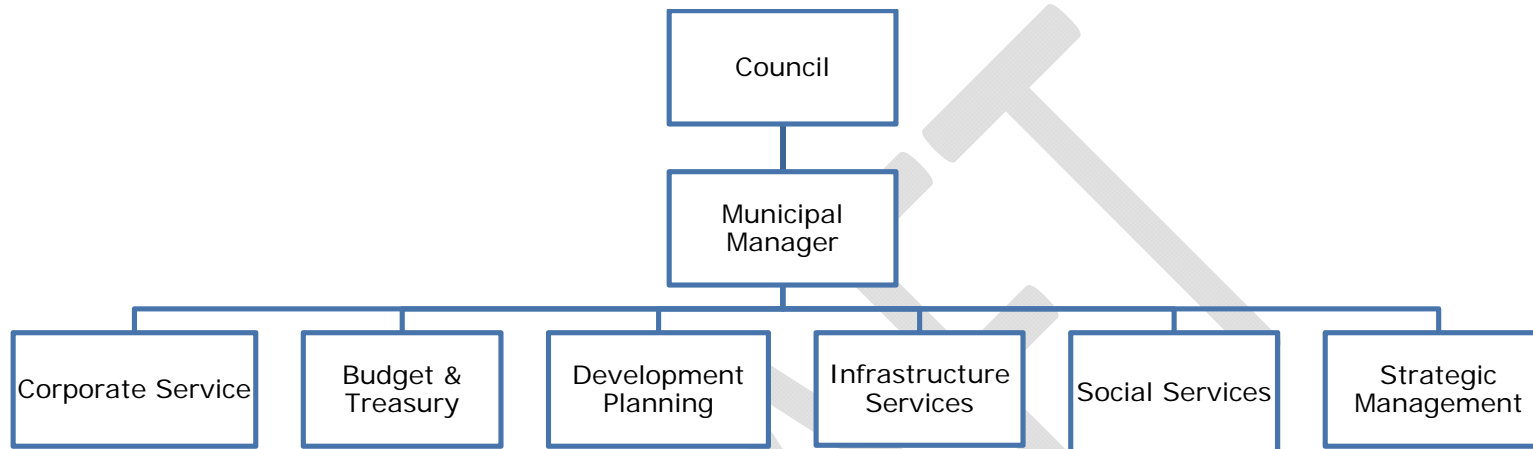 Council
Municipal
Manager
Corporate Service
Budget &
Treasury
Development
Planning
Infrastructure
Services
Social Services
Strategic
Management